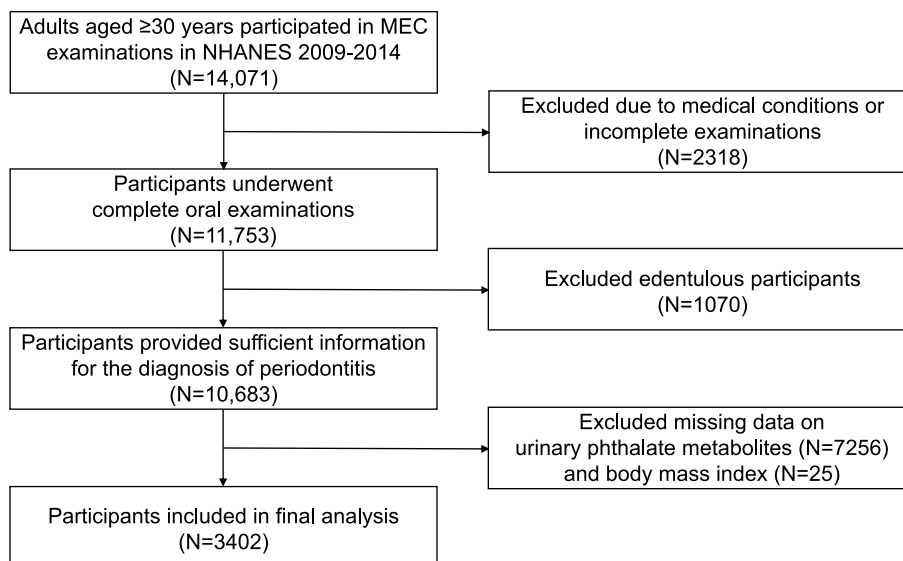 Adults aged ≥30 years participated in MEC
examinations in NHANES 2009-2014
(N=14,071)
Excluded due to medical conditions or
incomplete examinations
(N=2318)
Participants underwent
complete oral examinations
(N=11,753)
Excluded edentulous participants
(N=1070)
Participants provided sufficient information
for the diagnosis of periodontitis
(N=10,683)
Excluded missing data on
urinary phthalate metabolites (N=7256)
and body mass index (N=25)
Participants included in final analysis
(N=3402)